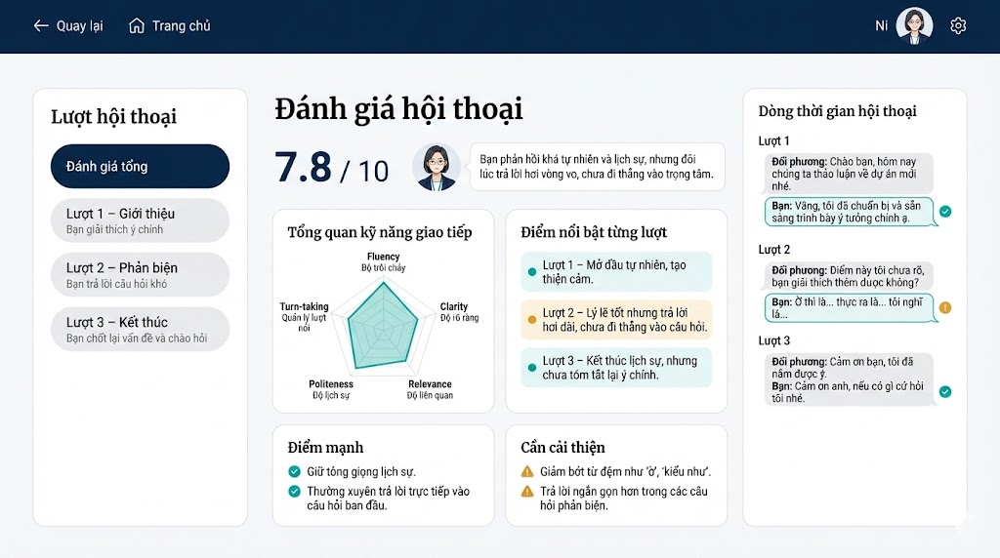 Quay lại
Trang chủ
Ni
Lượt hội thoại
Đánh giá tổng
Lượt 1 – Giới thiệu
Bạn giải thích ý chính
Lượt 2 – Phản biện
Bạn trả lời câu hỏi khó
Lượt 3 – Kết thúc
Bạn chốt lại vấn đề và chào hỏi
Đánh giá hội thoại
7.8 / 10
Bạn phản hồi khá tự nhiên và lịch sự, nhưng đôi
lúc trả lời hơi vòng vo, chưa đi thẳng vào trọng tâm.
Tổng quan kỹ năng giao tiếp
Fluency
Độ trôi chảy
Turn-taking
Quản lý lượt
nói
Clarity
Độ rõ ràng
Politeness
Độ lịch sự
Relevance
Độ liên quan
Điểm nổi bật từng lượt
Lượt 1 – Mở đầu tự nhiên, tạo
thiện cảm.
Lượt 2 – Lý lẽ tốt nhưng trả lời
hơi dài, chưa đi thẳng vào câu hỏi.
Lượt 3 – Kết thúc lịch sự, nhưng
chưa tóm tắt lại ý chính.
Điểm mạnh
Giữ tông giọng lịch sự.
Thường xuyên trả lời trực tiếp vào
câu hỏi ban đầu.
Cần cải thiện
Giảm bớt từ đệm như 'ờ', 'kiểu như'.
Trả lời ngắn gọn hơn trong các câu
hỏi phản biện.
Dòng thời gian hội thoại
Lượt 1
Đối phương: Chào bạn, hôm nay
chúng ta thảo luận về dự án mới
nhé.
Bạn: Vâng, tôi đã chuẩn bị và sẵn
sàng trình bày ý tưởng chính ạ.
Lượt 2
Đối phương: Điểm này tôi chưa rõ,
bạn giải thích thêm được không?
Bạn: Ờ thì là... thực ra là... tôi nghĩ
là...
Lượt 3
Đối phương: Cảm ơn bạn, tôi đã
nắm được ý.
Bạn: Cảm ơn anh, nếu có gì cứ hỏi
tôi nhé.